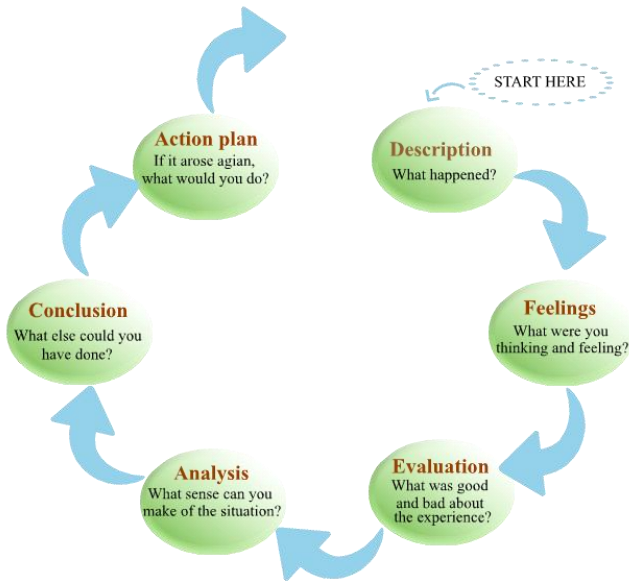 START HERE
Description
What happened?
Feelings
What were you
thinking and feeling?
Evaluation
What was good
and bad about
the experience?
Analysis
What sense can you
make of the situation?
Conclusion
What else could you
have done?
Action plan
If it arose agian,
what would you do?